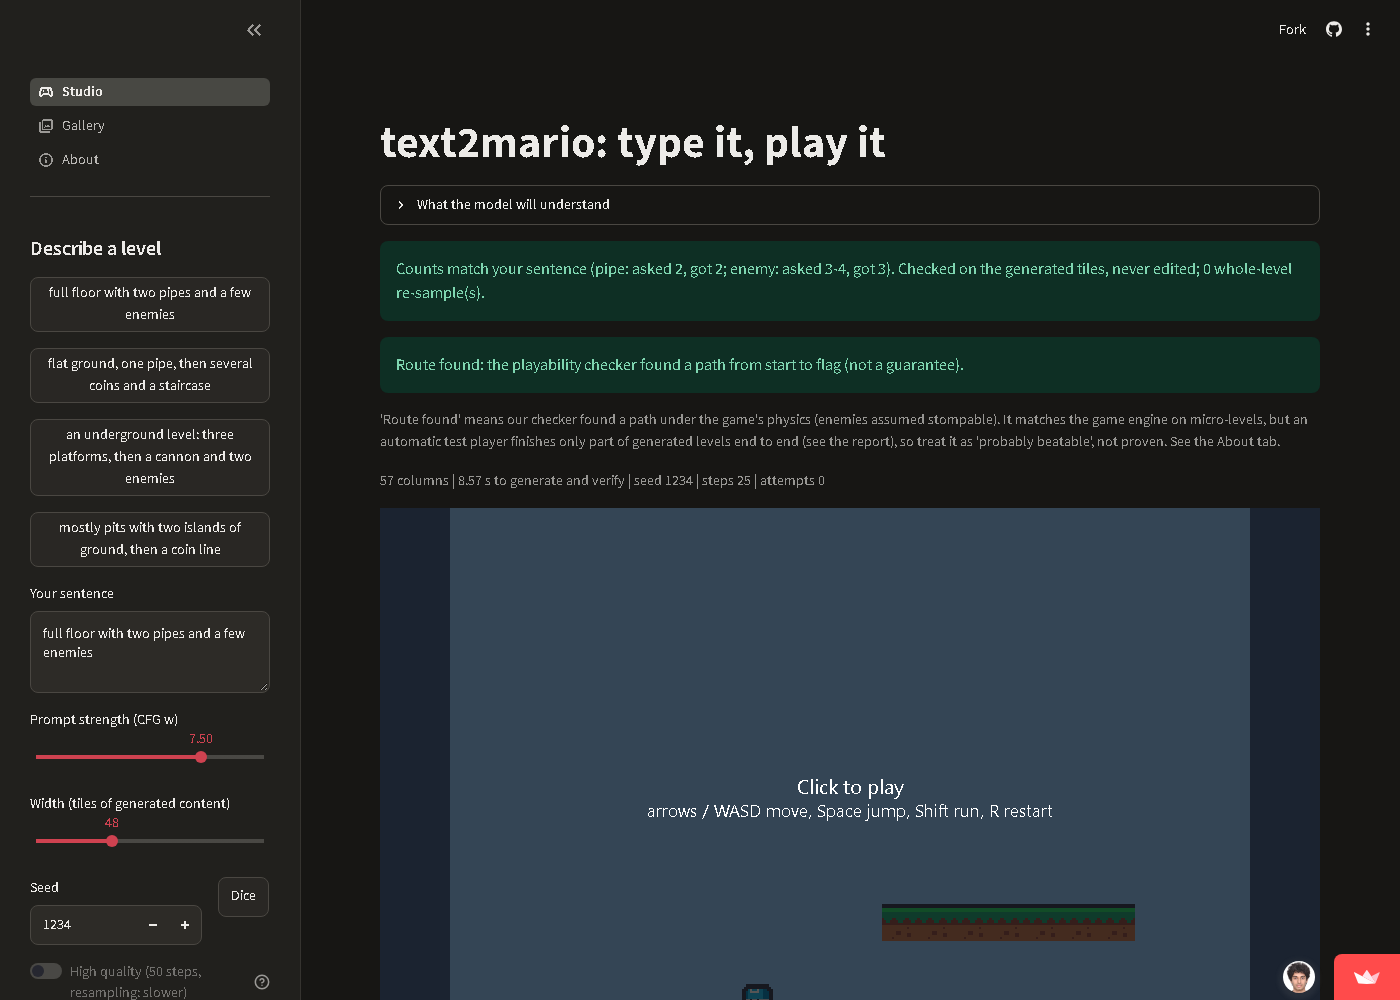 Fork
Studio
Gallery
About
Describe a level
full floor with two pipes and a few
enemies
flat ground, one pipe, then several
coins and a staircase
an underground level: three
platforms, then a cannon and two
enemies
mostly pits with two islands of
ground, then a coin line
Your sentence
full floor with two pipes and a few
enemies
Prompt strength (CFG w)
7.50
Width (tiles of generated content)
48
Seed
Dice
1234
High quality (50 steps,
resampling: slower)
text2mario: type it, play it
What the model will understand
Counts match your sentence (pipe: asked 2, got 2; enemy: asked 3-4, got 3). Checked on the generated tiles, never edited; 0 whole-level
re-sample(s).
Route found: the playability checker found a path from start to flag (not a guarantee).
'Route found' means our checker found a path under the game's physics (enemies assumed stompable). It matches the game engine on micro-levels, but an
automatic test player finishes only part of generated levels end to end (see the report), so treat it as 'probably beatable', not proven. See the About tab.
57 columns | 8.57 s to generate and verify | seed 1234 | steps 25 | attempts 0
Click to play
arrows / WASD move, Space jump, Shift run, R restart